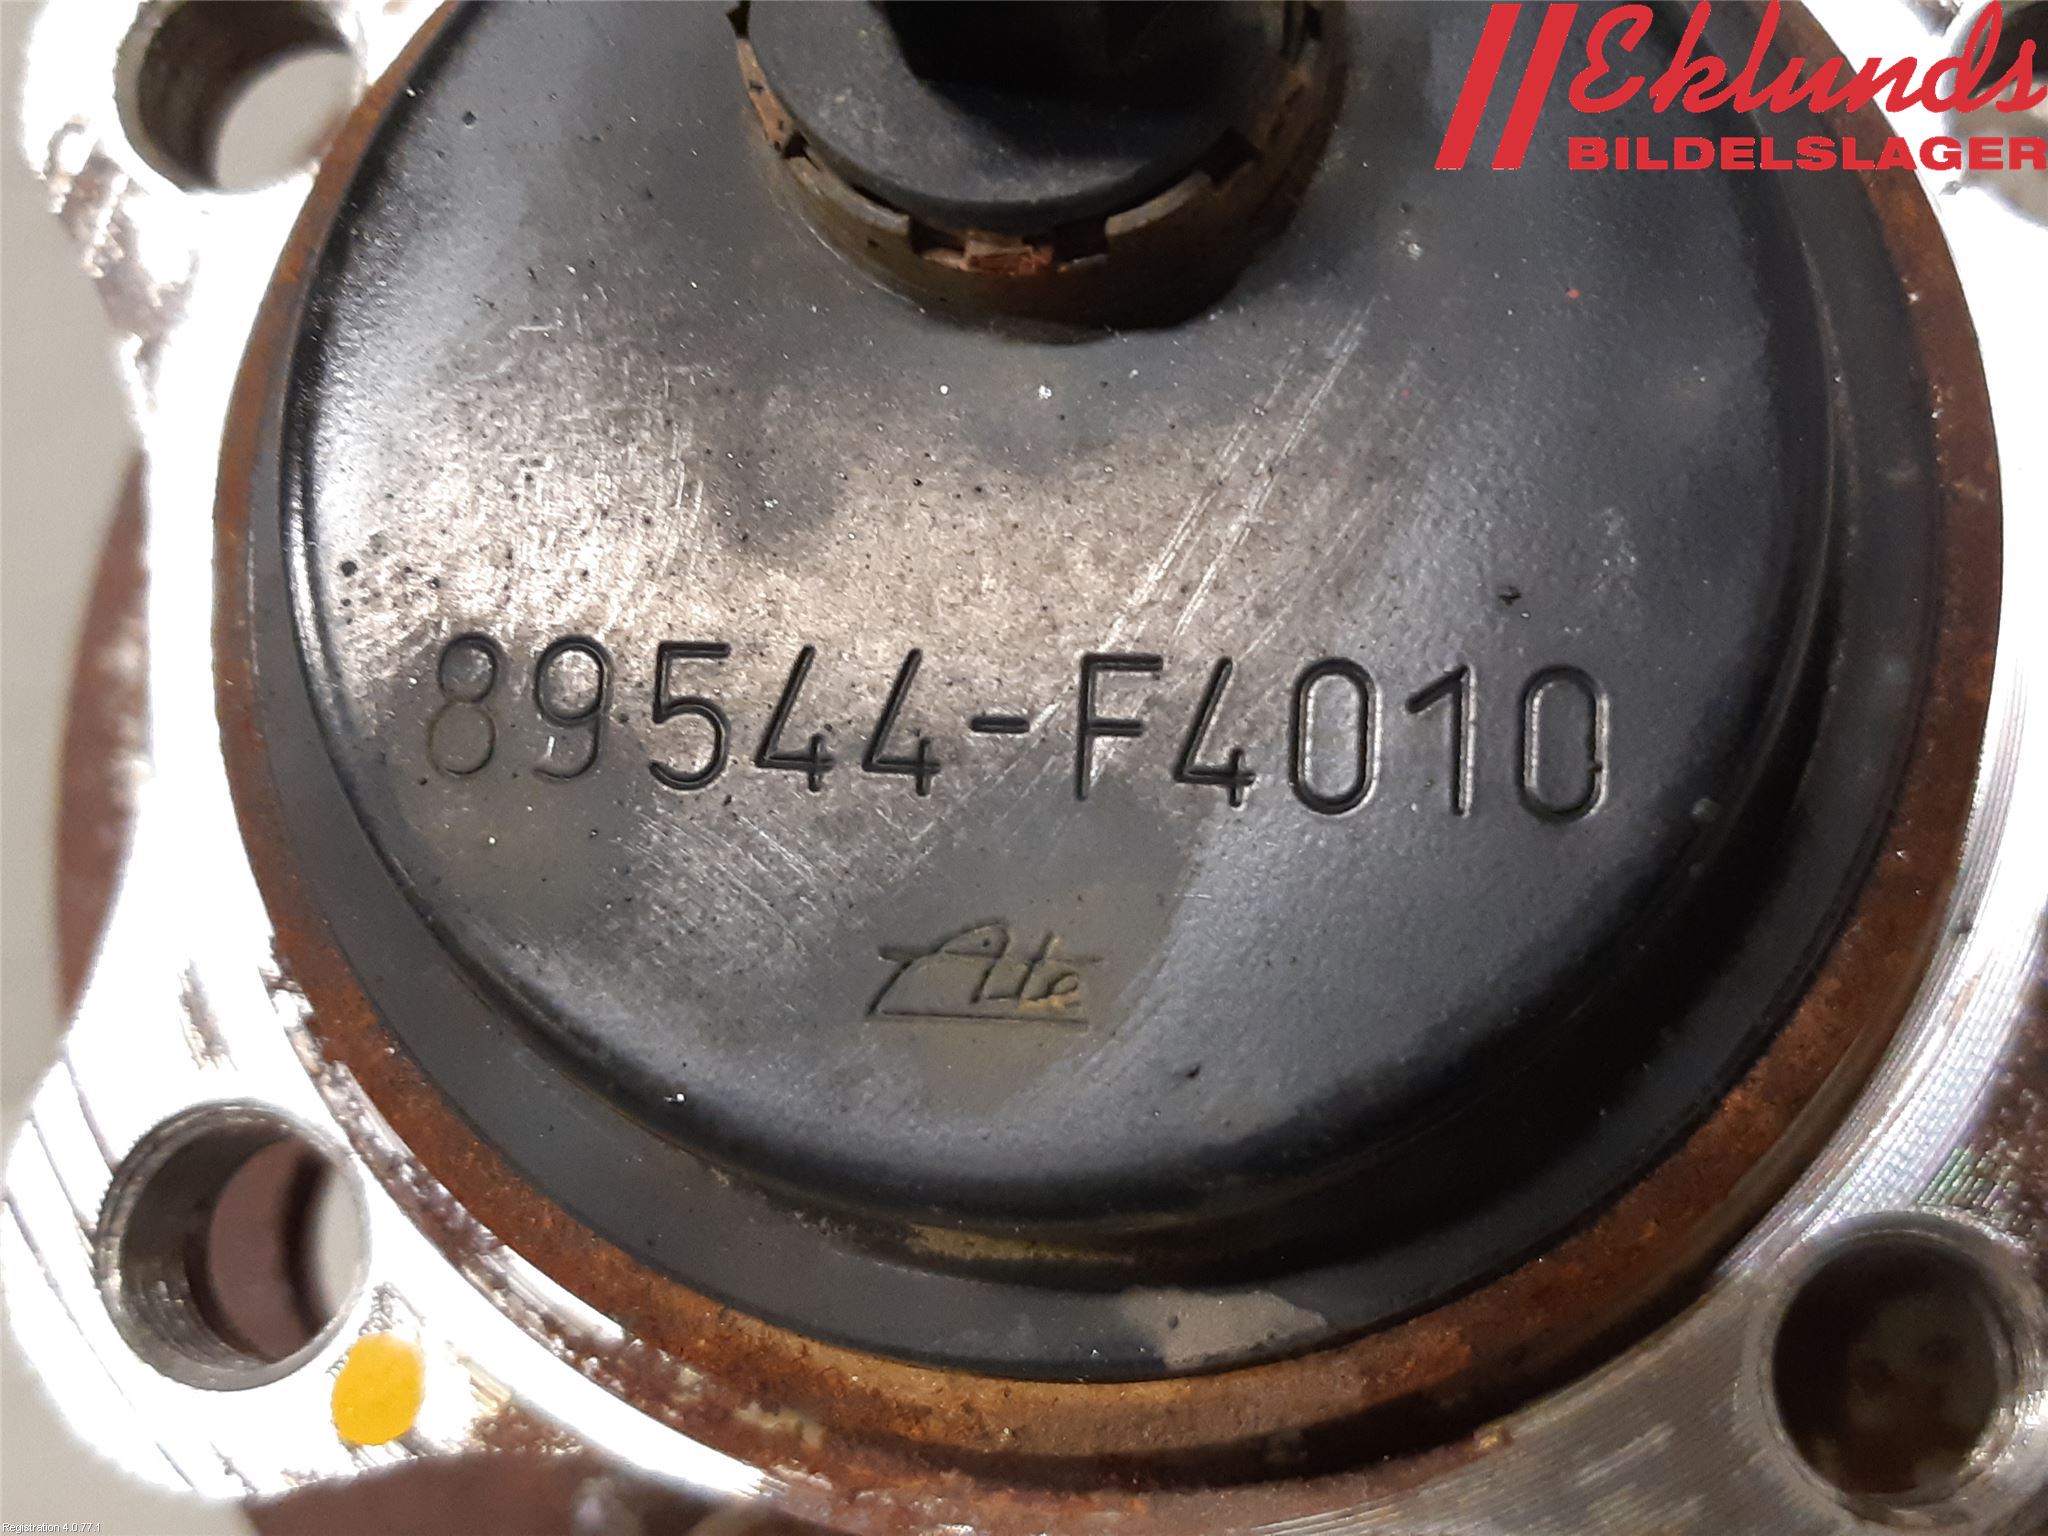 Eklunds
BILDELSLAGER
89544-F4010
Ate
Registration 4.0.77.1